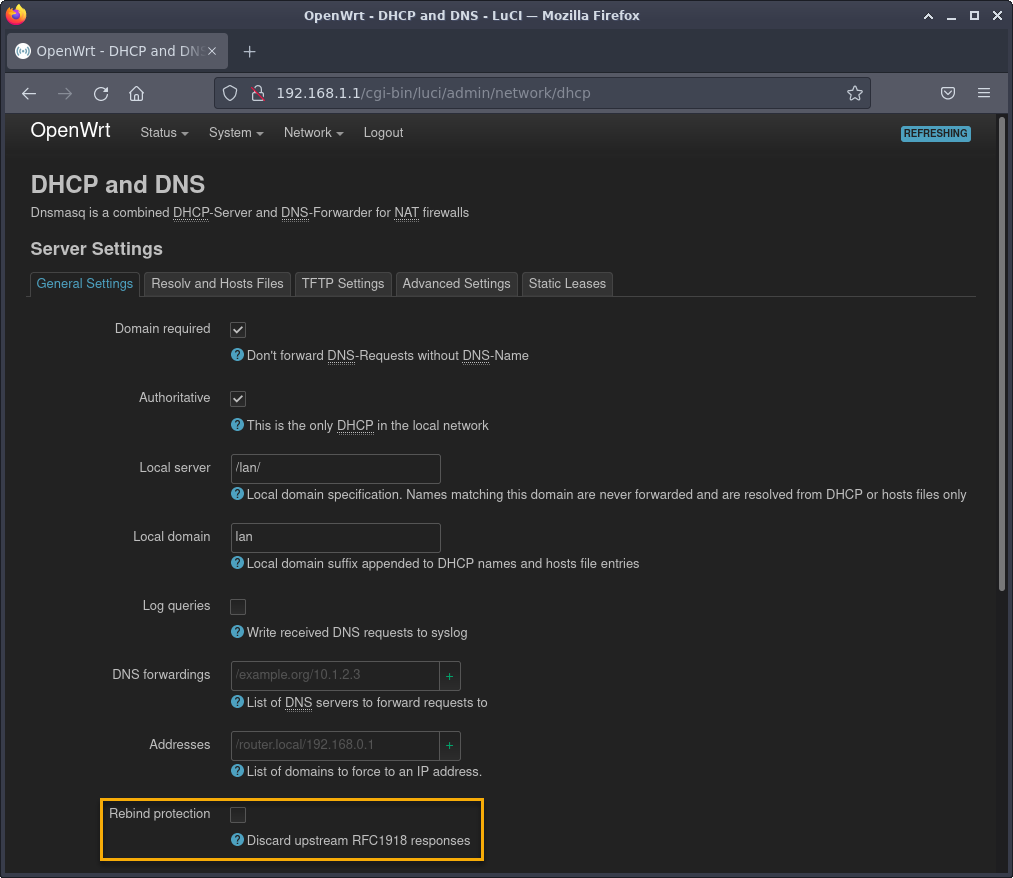 OpenWrt - DHCP and DNS - LuCI — Mozilla Firefox
OpenWrt - DHCP and DNS
192.168.1.1/cgi-bin/luci/admin/network/dhcp
OpenWrt Status System Network Logout REFRESHING
DHCP and DNS
Dnsmasq is a combined DHCP-Server and DNS-Forwarder for NAT firewalls
Server Settings
General Settings Resolv and Hosts Files TFTP Settings Advanced Settings Static Leases
Domain required
Don't forward DNS-Requests without DNS-Name
Authoritative
This is the only DHCP in the local network
Local server /lan/
Local domain specification. Names matching this domain are never forwarded and are resolved from DHCP or hosts files only
Local domain lan
Local domain suffix appended to DHCP names and hosts file entries
Log queries
Write received DNS requests to syslog
DNS forwardings /example.org/10.1.2.3 +
List of DNS servers to forward requests to
Addresses /router.local/192.168.0.1 +
List of domains to force to an IP address.
Rebind protection
Discard upstream RFC1918 responses